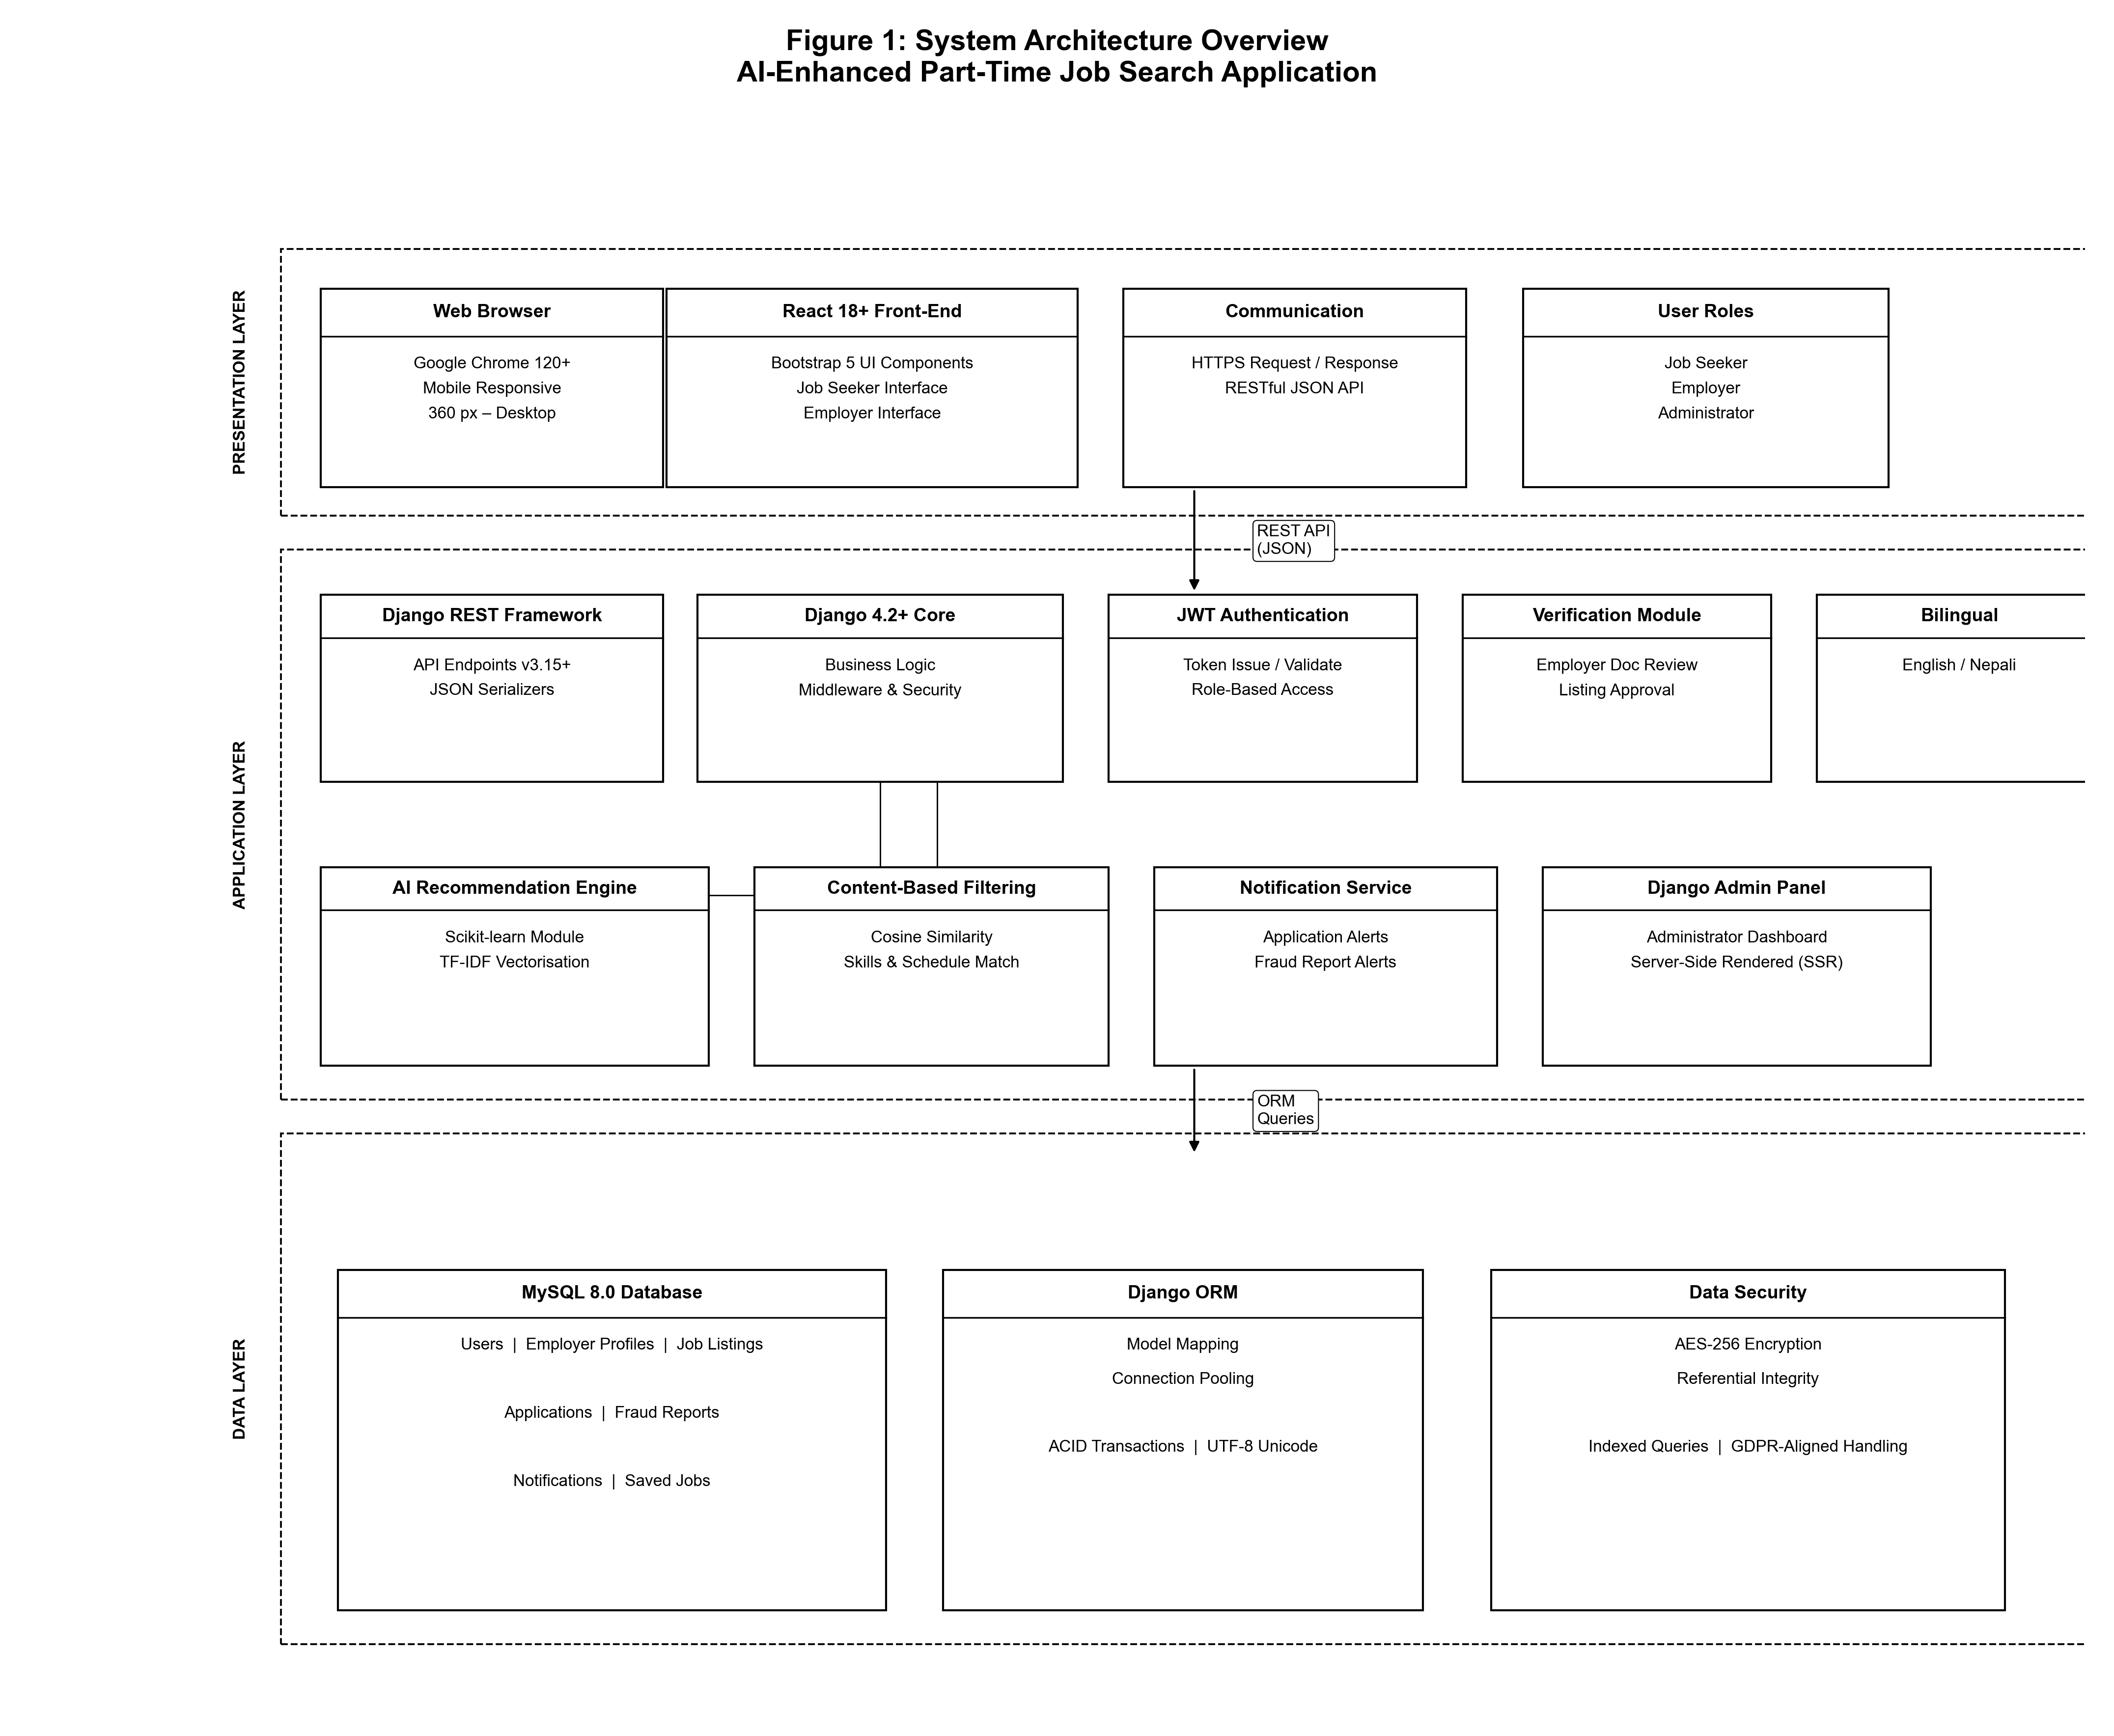 Figure 1: System Architecture Overview
AI-Enhanced Part-Time Job Search Application
PRESENTATION LAYER
Web Browser
Google Chrome 120+
Mobile Responsive
360 px – Desktop
React 18+ Front-End
Bootstrap 5 UI Components
Job Seeker Interface
Employer Interface
Communication
HTTPS Request / Response
RESTful JSON API
User Roles
Job Seeker
Employer
Administrator
REST API
(JSON)
APPLICATION LAYER
Django REST Framework
API Endpoints v3.15+
JSON Serializers
Django 4.2+ Core
Business Logic
Middleware & Security
JWT Authentication
Token Issue / Validate
Role-Based Access
Verification Module
Employer Doc Review
Listing Approval
Bilingual
English / Nepali
AI Recommendation Engine
Scikit-learn Module
TF-IDF Vectorisation
Content-Based Filtering
Cosine Similarity
Skills & Schedule Match
Notification Service
Application Alerts
Fraud Report Alerts
Django Admin Panel
Administrator Dashboard
Server-Side Rendered (SSR)
ORM
Queries
DATA LAYER
MySQL 8.0 Database
Users | Employer Profiles | Job Listings
Applications | Fraud Reports
Notifications | Saved Jobs
Django ORM
Model Mapping
Connection Pooling
ACID Transactions | UTF-8 Unicode
Data Security
AES-256 Encryption
Referential Integrity
Indexed Queries | GDPR-Aligned Handling